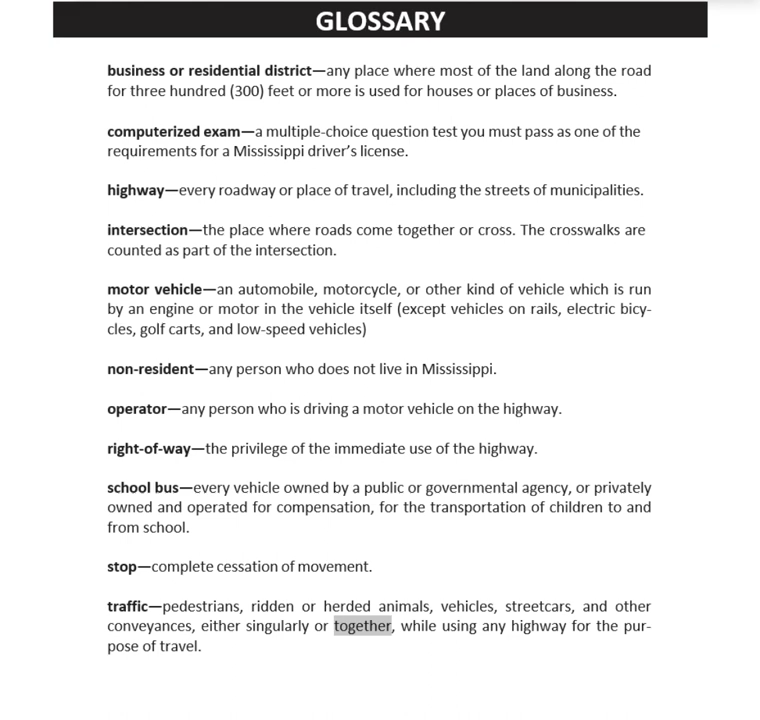 GLOSSARY
business or residential district—any place where most of the land along the road
for three hundred (300) feet or more is used for houses or places of business.
computerized exam—a multiple-choice question test you must pass as one of the
requirements for a Mississippi driver's license.
highway—every roadway or place of travel, including the streets of municipalities.
intersection—the place where roads come together or cross. The crosswalks are
counted as part of the intersection.
motor vehicle—an automobile, motorcycle, or other kind of vehicle which is run
by an engine or motor in the vehicle itself (except vehicles on rails, electric bicy-
cles, golf carts, and low-speed vehicles)
non-resident—any person who does not live in Mississippi.
operator—any person who is driving a motor vehicle on the highway.
right-of-way—the privilege of the immediate use of the highway.
school bus—every vehicle owned by a public or governmental agency, or privately
owned and operated for compensation, for the transportation of children to and
from school.
stop—complete cessation of movement.
traffic—pedestrians, ridden or herded animals, vehicles, streetcars, and other
conveyances, either singularly or together, while using any highway for the pur-
pose of travel.